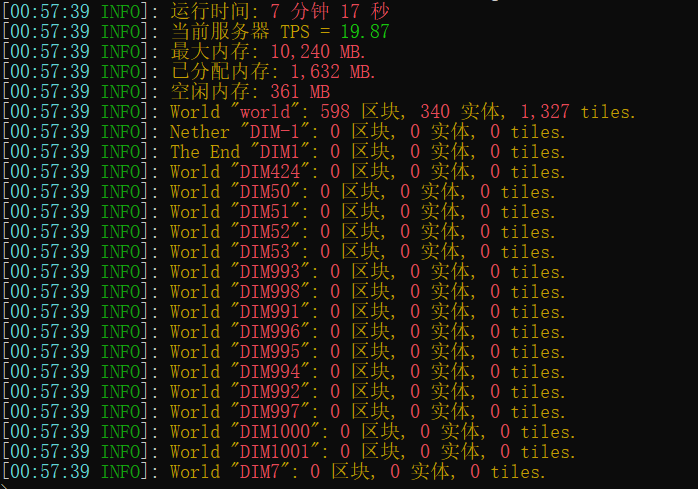 [00:57:39 INFO]: 运行时间: 7 分钟 17 秒
[00:57:39 INFO]: 当前服务器 TPS = 19.87
[00:57:39 INFO]: 最大内存: 10,240 MB.
[00:57:39 INFO]: 已分配内存: 1,632 MB.
[00:57:39 INFO]: 空闲内存: 361 MB
[00:57:39 INFO]: World "world": 598 区块, 340 实体, 1,327 tiles.
[00:57:39 INFO]: Nether "DIM-1": 0 区块, 0 实体, 0 tiles.
[00:57:39 INFO]: The End "DIM1": 0 区块, 0 实体, 0 tiles.
[00:57:39 INFO]: World "DIM424": 0 区块, 0 实体, 0 tiles.
[00:57:39 INFO]: World "DIM50": 0 区块, 0 实体, 0 tiles.
[00:57:39 INFO]: World "DIM51": 0 区块, 0 实体, 0 tiles.
[00:57:39 INFO]: World "DIM52": 0 区块, 0 实体, 0 tiles.
[00:57:39 INFO]: World "DIM53": 0 区块, 0 实体, 0 tiles.
[00:57:39 INFO]: World "DIM993": 0 区块, 0 实体, 0 tiles.
[00:57:39 INFO]: World "DIM998": 0 区块, 0 实体, 0 tiles.
[00:57:39 INFO]: World "DIM991": 0 区块, 0 实体, 0 tiles.
[00:57:39 INFO]: World "DIM996": 0 区块, 0 实体, 0 tiles.
[00:57:39 INFO]: World "DIM995": 0 区块, 0 实体, 0 tiles.
[00:57:39 INFO]: World "DIM994": 0 区块, 0 实体, 0 tiles.
[00:57:39 INFO]: World "DIM992": 0 区块, 0 实体, 0 tiles.
[00:57:39 INFO]: World "DIM997": 0 区块, 0 实体, 0 tiles.
[00:57:39 INFO]: World "DIM1000": 0 区块, 0 实体, 0 tiles.
[00:57:39 INFO]: World "DIM1001": 0 区块, 0 实体, 0 tiles.
[00:57:39 INFO]: World "DIM7": 0 区块, 0 实体, 0 tiles.